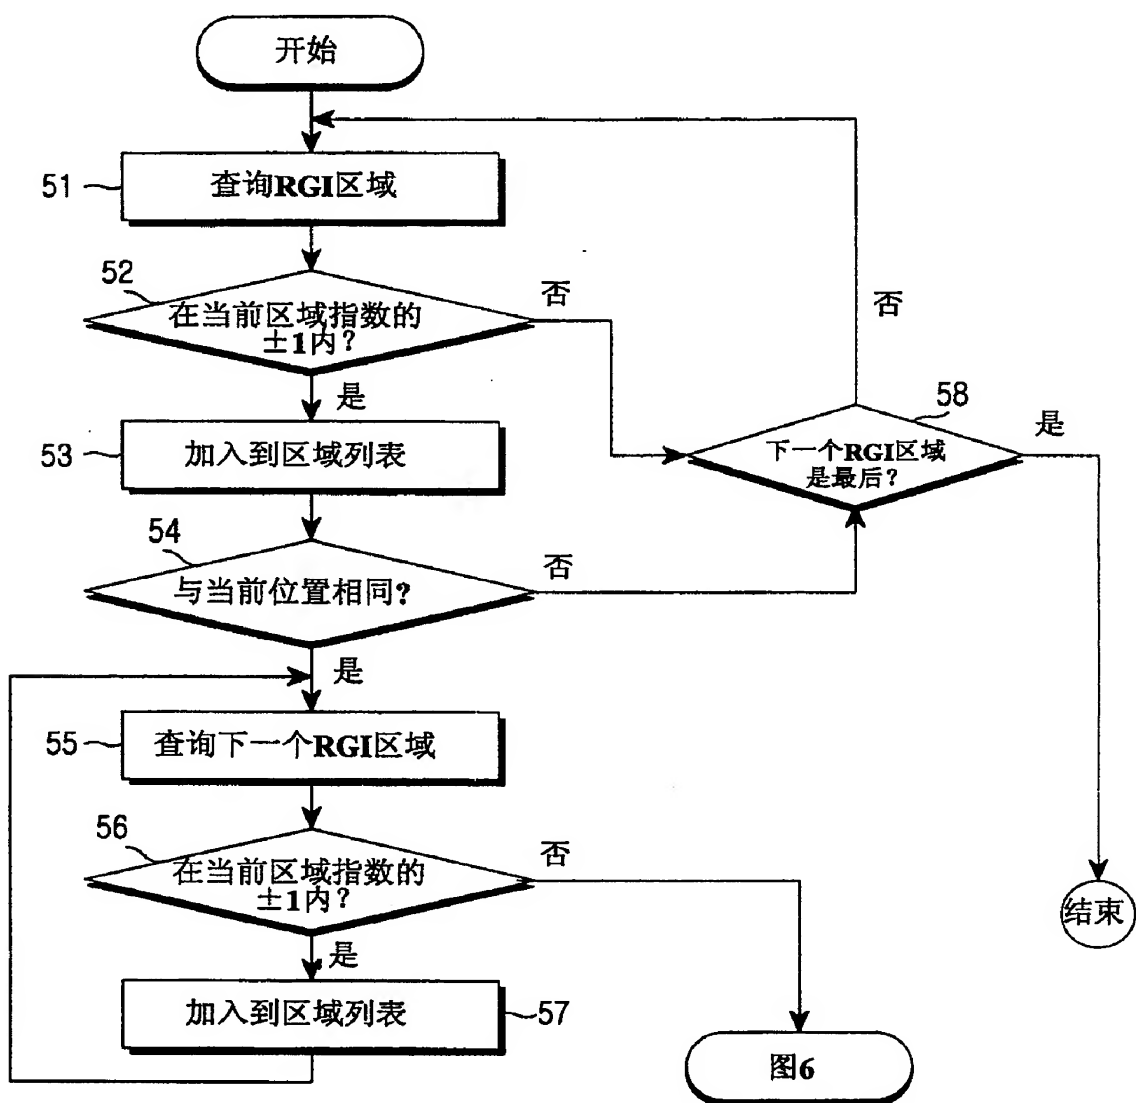 开始
51
查询RGI区域
52
在当前区域指数的
±1内?
否
是
53
加入到区域列表
54
与当前位置相同?
否
是
55
查询下一个RGI区域
56
在当前区域指数的
±1内?
否
是
加入到区域列表
57
否
58
下一个RGI区域
是最后?
是
结束
图6